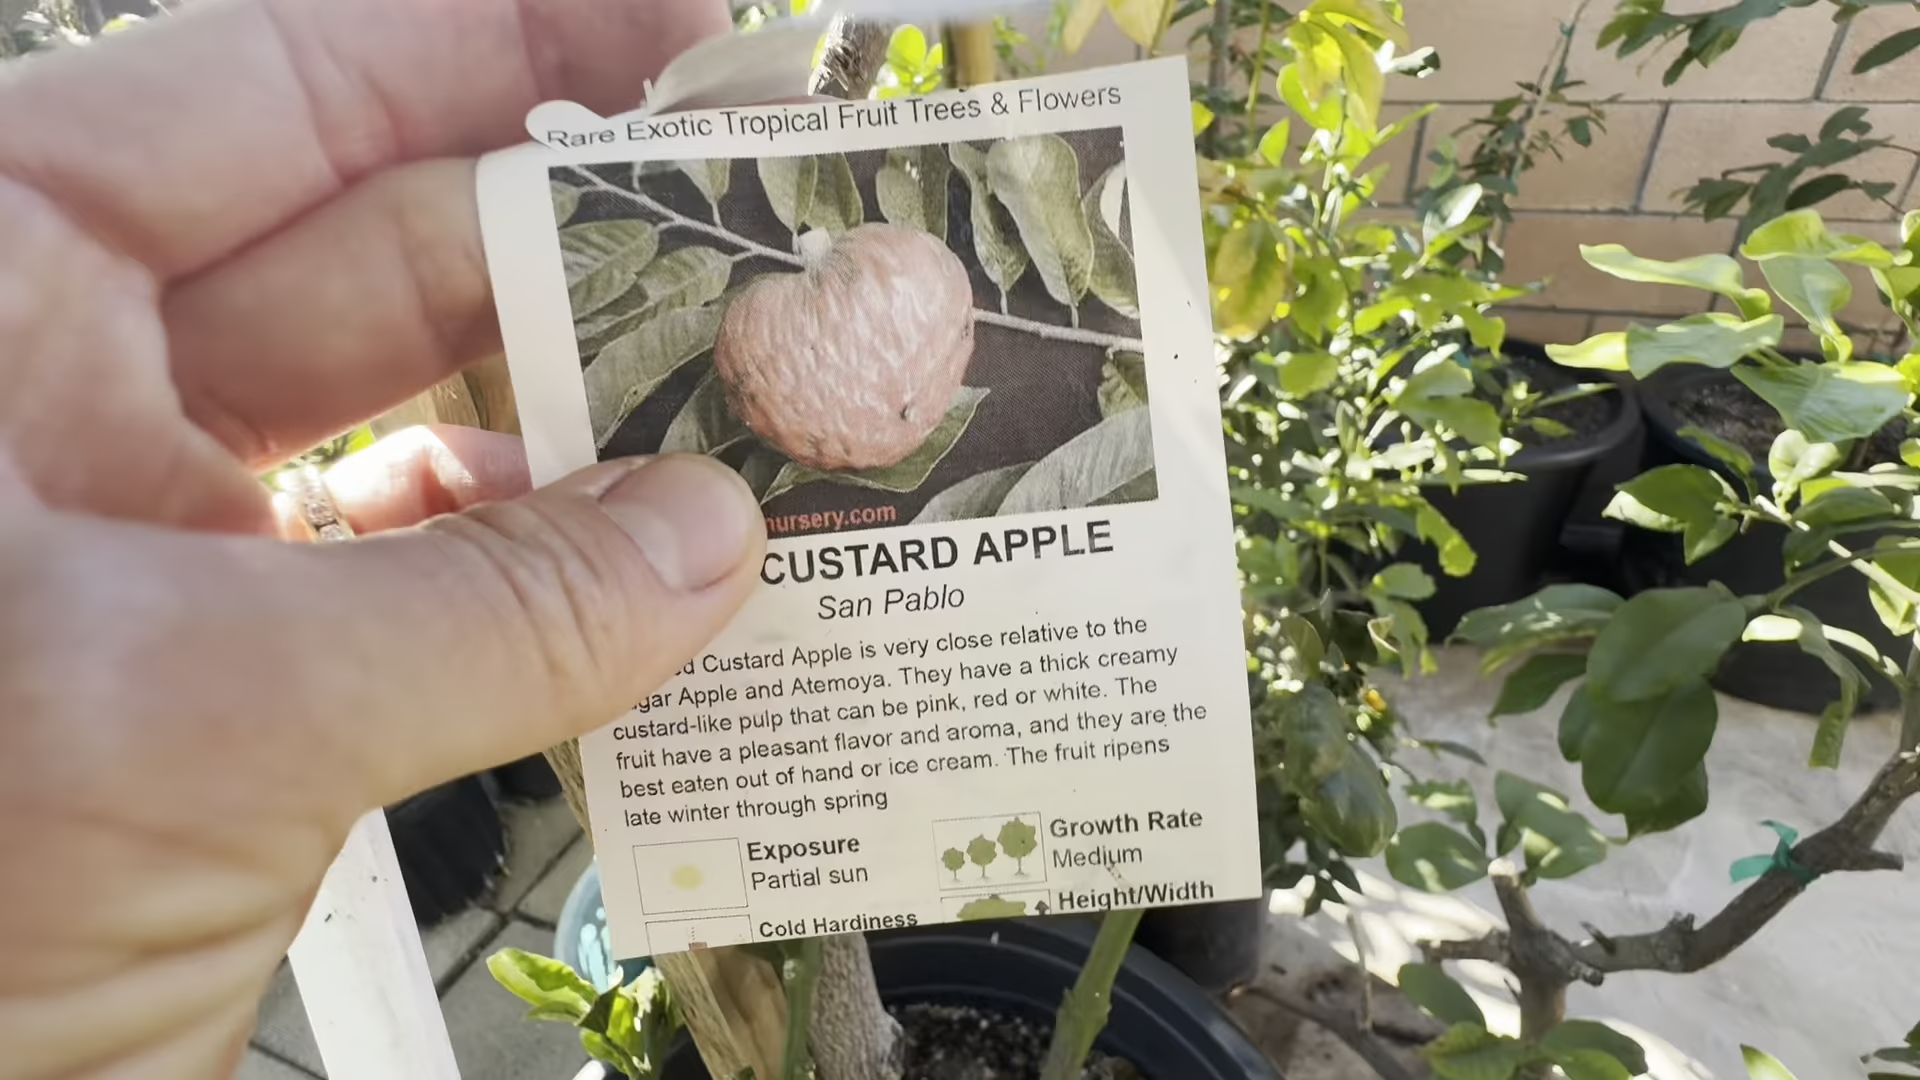 Rare Exotic Tropical Fruit Trees & Flowers
nursery.com
CUSTARD APPLE
San Pablo
Custard Apple is very close relative to the
Apple and Atemoya. They have a thick creamy
custard-like pulp that can be pink, red or white. The
fruit have a pleasant flavor and aroma, and they are the
best eaten out of hand or ice cream. The fruit ripens
late winter through spring
Exposure
Partial sun
Growth Rate
Medium
Height/Width
Cold Hardiness